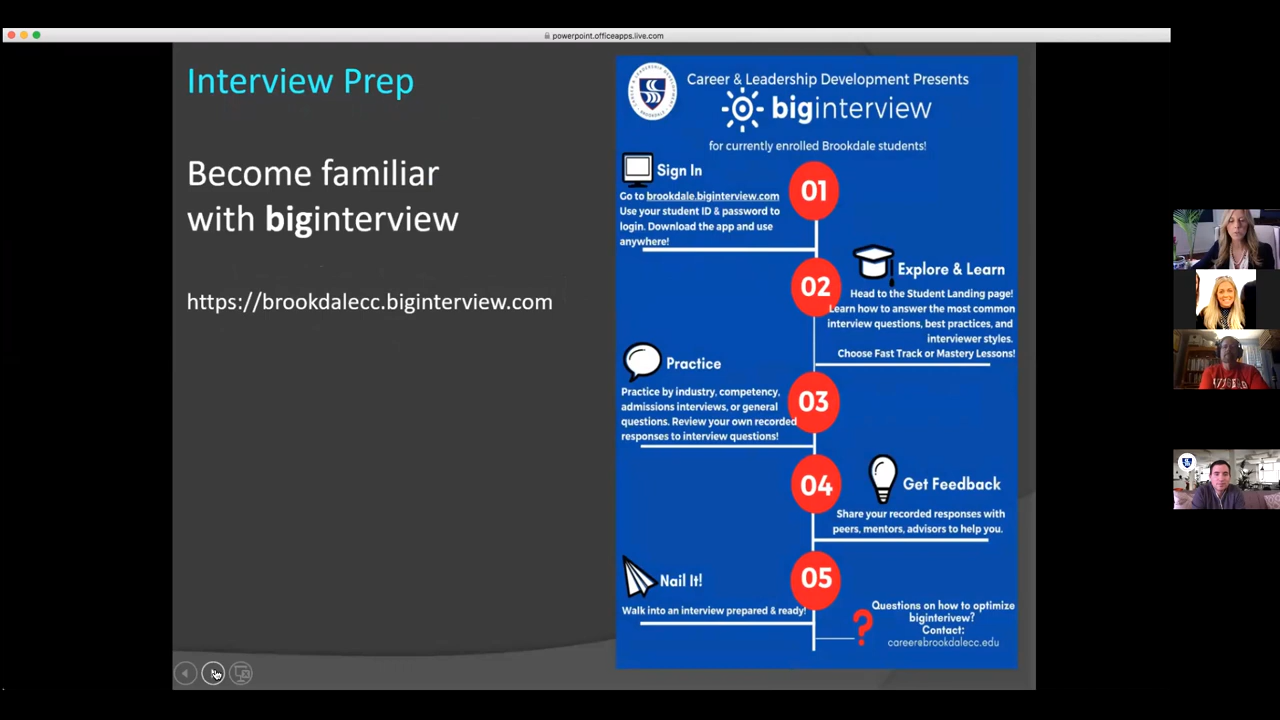 powerpoint.officeapps.live.com
Interview Prep
Become familiar
with biginterview
https://brookdalecc.biginterview.com
Career & Leadership Development Presents
biginterview
for currently enrolled Brookdale students!
Sign In
01
Go to brookdale.biginterview.com
Use your student ID & password to
login. Download the app and use
anywhere!
02
Explore & Learn
Head to the Student Landing page!
Learn how to answer the most common
interview questions, best practices, and
interviewer styles.
Choose Fast Track or Mastery Lessons!
Practice
03
Practice by industry, competency,
admissions interviews, or general
questions. Review your own recorded
responses to interview questions!
04
Get Feedback
Share your recorded responses with
peers, mentors, advisors to help you.
Nail It!
05
Walk into an interview prepared & ready!
?
Questions on how to optimize
biginterivew?
Contact:
career@brookdalecc.edu